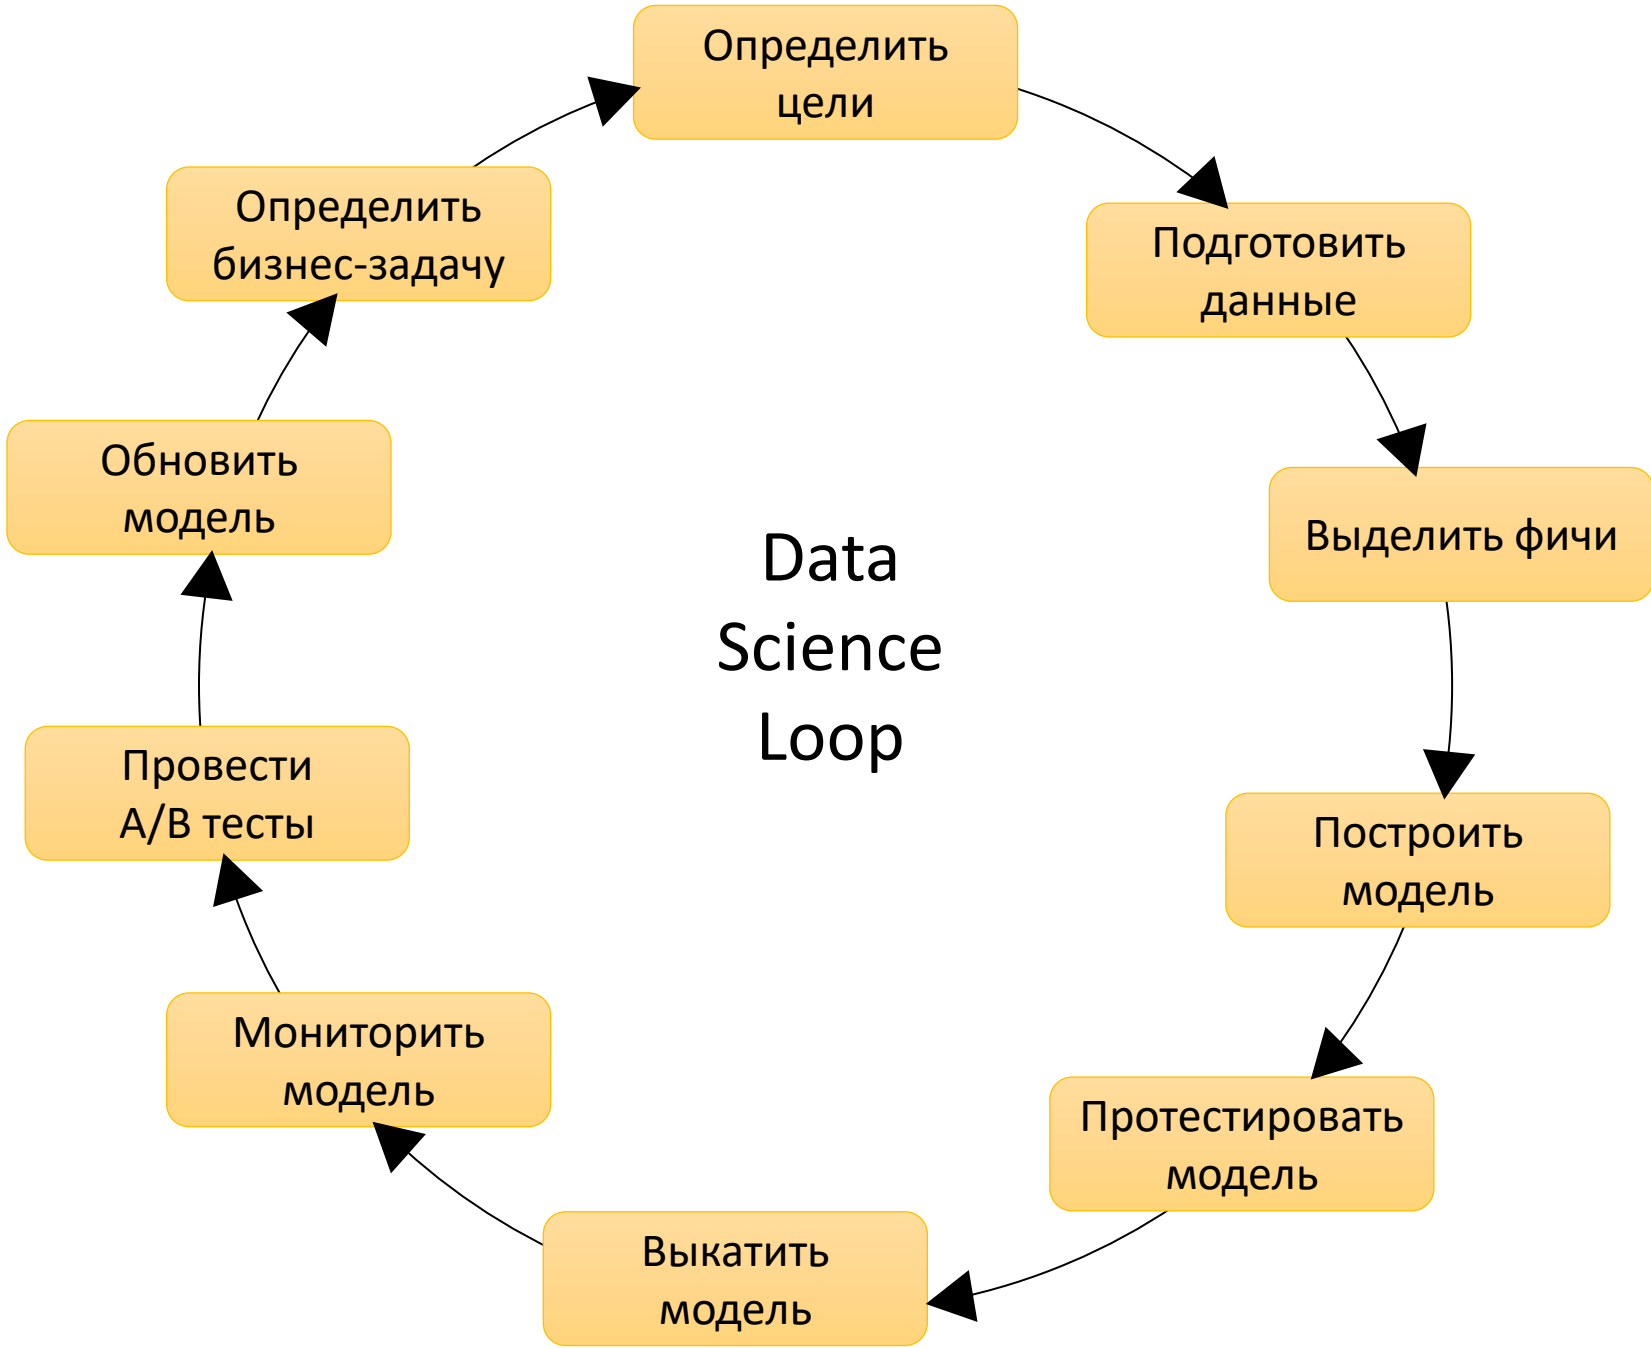 Определить
цели
Подготовить
данные
Выделить фичи
Построить
модель
Протестировать
модель
Выкатить
модель
Мониторить
модель
Провести
A/B тесты
Обновить
модель
Определить
бизнес-задачу
Data
Science
Loop